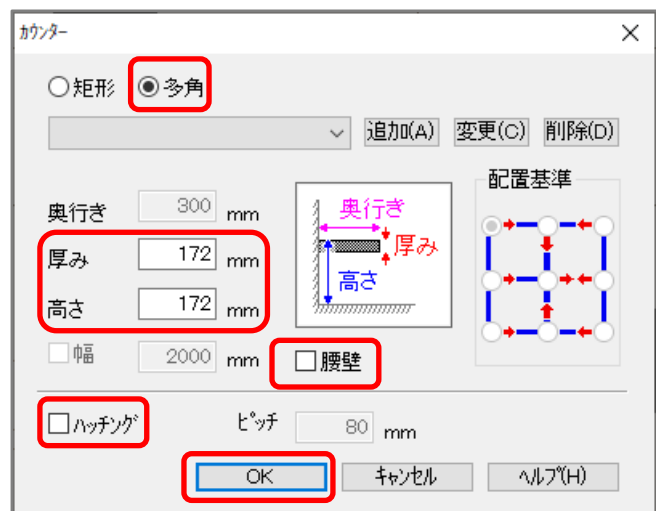 ｶｳﾝﾀｰ
矩形 多角
追加(A) 変更(C) 削除(D)
配置基準
奥行き 300 mm
厚み 172 mm
高さ 172 mm
幅 2000 mm
奥行き
厚み
高さ
腰壁
ﾊｯﾁﾝｸﾞ ﾋﾟｯﾁ 80 mm
OK ｷｬﾝｾﾙ ﾍﾙﾌﾟ(H)